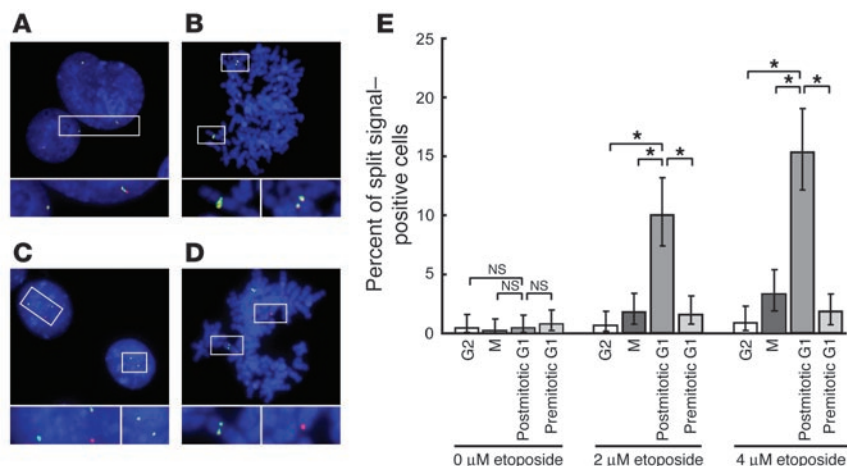 A
B
C
D
E
Percent of split signal–
positive cells
25
20
15
10
5
0
NS
NS
NS
*
*
*
*
*
*
G2
M
Postmitotic G1
Premitotic G1
G2
M
Postmitotic G1
Premitotic G1
G2
M
Postmitotic G1
Premitotic G1
0 μM etoposide
2 μM etoposide
4 μM etoposide